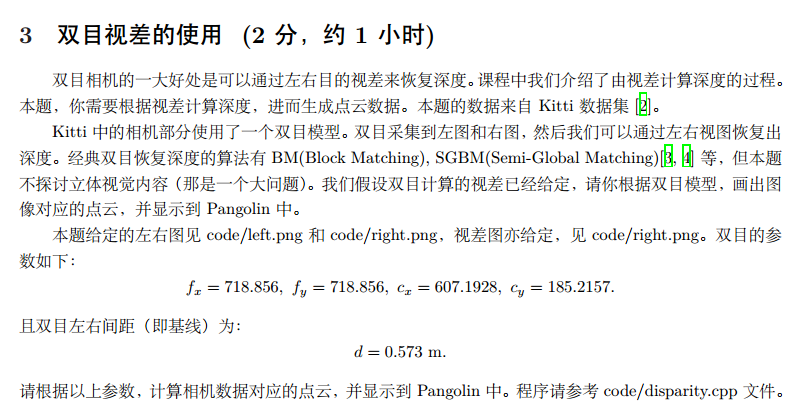 3 双目视差的使用 (2 分，约 1 小时)
双目相机的一大好处是可以通过左右目的视差来恢复深度。课程中我们介绍了由视差计算深度的过程。
本题，你需要根据视差计算深度，进而生成点云数据。本题的数据来自 Kitti 数据集 [2]。
Kitti 中的相机部分使用了一个双目模型。双目采集到左图和右图，然后我们可以通过左右视图恢复出
深度。经典双目恢复深度的算法有 BM(Block Matching), SGBM(Semi-Global Matching)[3, 4] 等，但本题
不探讨立体视觉内容（那是一个大问题）。我们假设双目计算的视差已经给定，请你根据双目模型，画出图
像对应的点云，并显示到 Pangolin 中。
本题给定的左右图见 code/left.png 和 code/right.png，视差图亦给定，见 code/right.png。双目的参
数如下：
fx = 718.856, fy = 718.856, cx = 607.1928, cy = 185.2157.
且双目左右间距（即基线）为：
d = 0.573 m.
请根据以上参数，计算相机数据对应的点云，并显示到 Pangolin 中。程序请参考 code/disparity.cpp 文件。